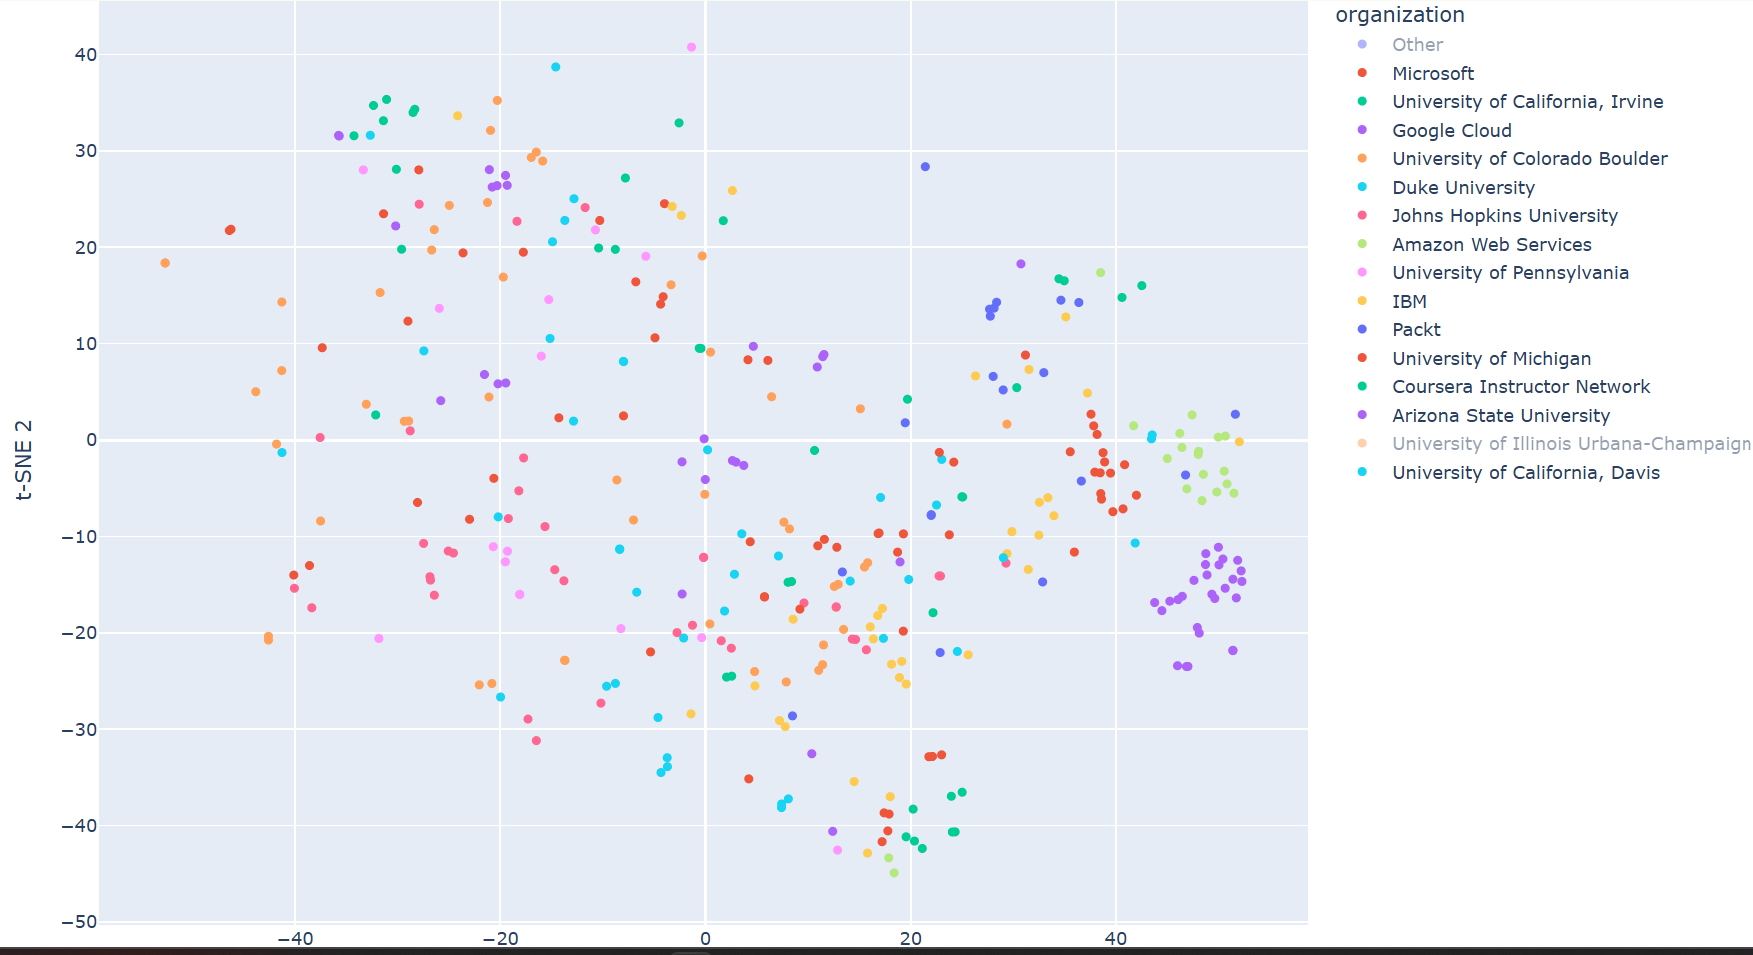 organization
Other
Microsoft
University of California, Irvine
Google Cloud
University of Colorado Boulder
Duke University
Johns Hopkins University
Amazon Web Services
University of Pennsylvania
IBM
Packt
University of Michigan
Coursera Instructor Network
Arizona State University
University of Illinois Urbana-Champaign
University of California, Davis
t-SNE 2
40
30
20
10
0
−10
−20
−30
−40
−50
−40
−20
0
20
40